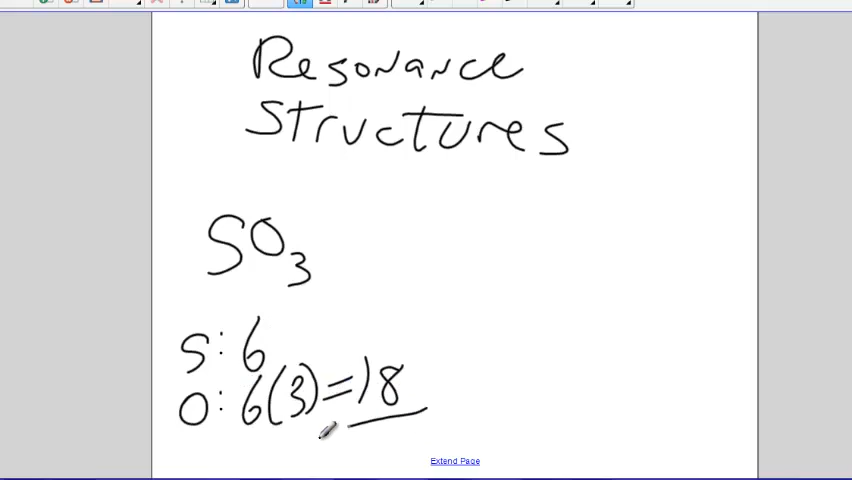 Resonance
Structures
SO₃
S: 6
O: 6(3)=18
Extend Page